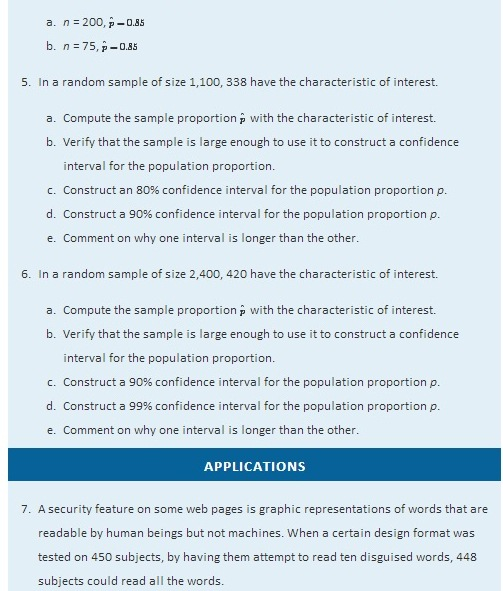 a. n = 200, p̂ = 0.85
b. n = 75, p̂ = 0.85
5. In a random sample of size 1,100, 338 have the characteristic of interest.
a. Compute the sample proportion p̂ with the characteristic of interest.
b. Verify that the sample is large enough to use it to construct a confidence
interval for the population proportion.
c. Construct an 80% confidence interval for the population proportion p.
d. Construct a 90% confidence interval for the population proportion p.
e. Comment on why one interval is longer than the other.
6. In a random sample of size 2,400, 420 have the characteristic of interest.
a. Compute the sample proportion p̂ with the characteristic of interest.
b. Verify that the sample is large enough to use it to construct a confidence
interval for the population proportion.
c. Construct a 90% confidence interval for the population proportion p.
d. Construct a 99% confidence interval for the population proportion p.
e. Comment on why one interval is longer than the other.
APPLICATIONS
7. A security feature on some web pages is graphic representations of words that are
readable by human beings but not machines. When a certain design format was
tested on 450 subjects, by having them attempt to read ten disguised words, 448
subjects could read all the words.